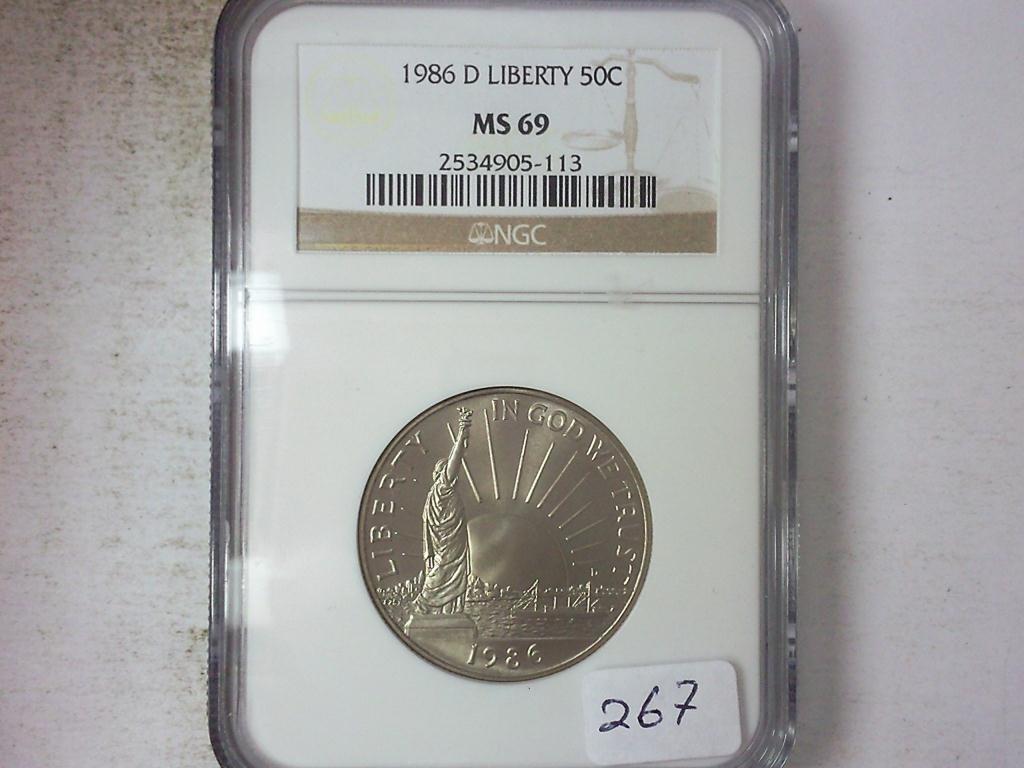 1986 D LIBERTY 50C
MS 69
2534905-113
NGC
LIBERTY
IN GOD WE TRUST
1986
267